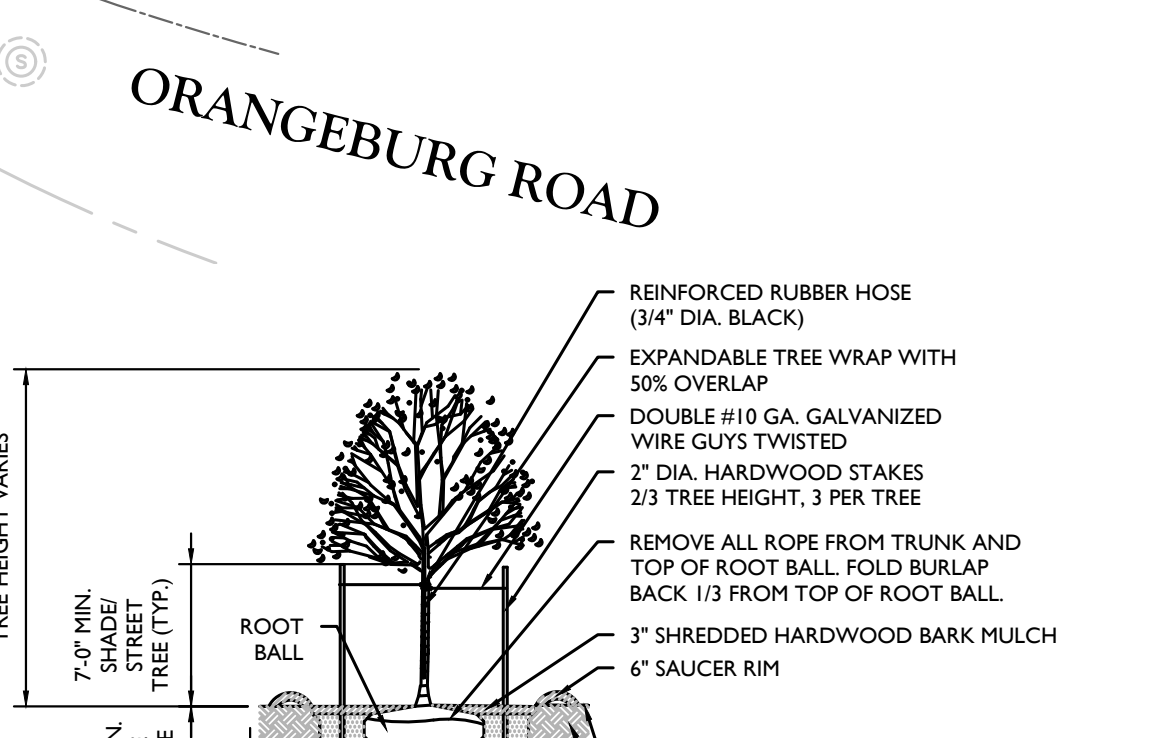 S
ORANGEBURG ROAD
REINFORCED RUBBER HOSE
(3/4" DIA. BLACK)
EXPANDABLE TREE WRAP WITH
50% OVERLAP
DOUBLE #10 GA. GALVANIZED
WIRE GUYS TWISTED
2" DIA. HARDWOOD STAKES
2/3 TREE HEIGHT, 3 PER TREE
REMOVE ALL ROPE FROM TRUNK AND
TOP OF ROOT BALL. FOLD BURLAP
BACK 1/3 FROM TOP OF ROOT BALL.
3" SHREDDED HARDWOOD BARK MULCH
6" SAUCER RIM
TREE HEIGHT VARIES
7'-0" MIN.
SHADE/
STREET
TREE (TYP.)
ROOT
BALL